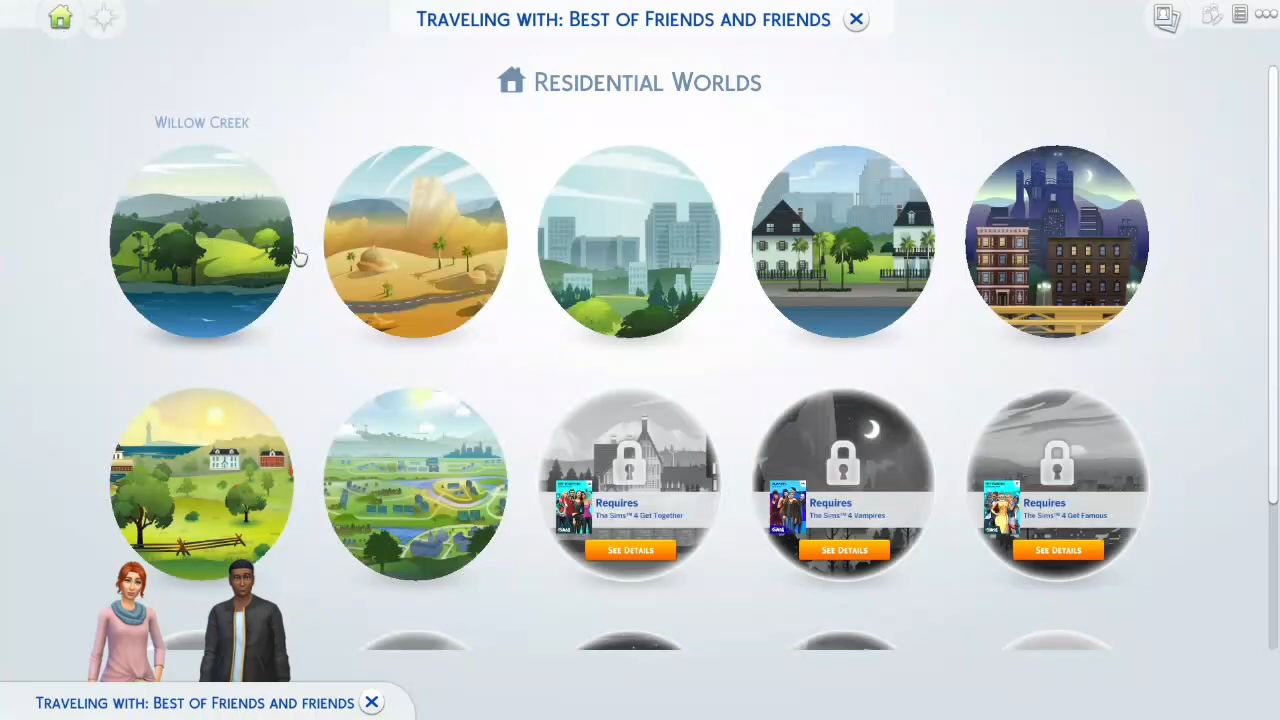 Traveling with: Best of Friends and friends
Residential Worlds
Willow Creek
Requires
The Sims™ 4 Get Together
See Details
Requires
The Sims™ 4 Vampires
See Details
Requires
The Sims™ 4 Get Famous
See Details
Traveling with: Best of Friends and friends